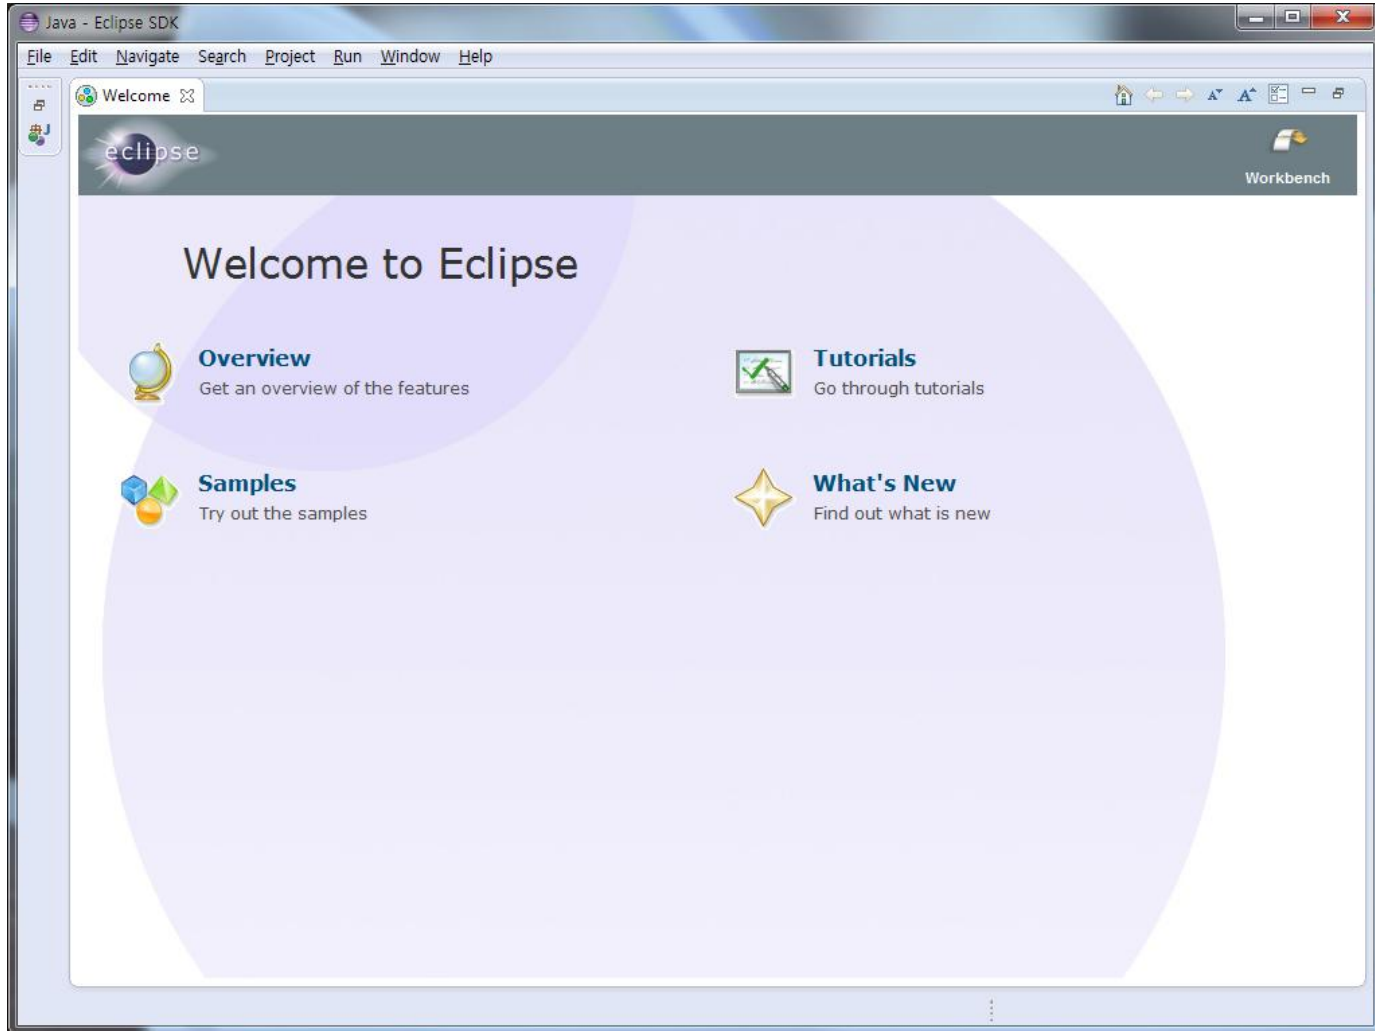 Java - Eclipse SDK
File Edit Navigate Search Project Run Window Help
Welcome
eclipse
Workbench
Welcome to Eclipse
Overview
Get an overview of the features
Tutorials
Go through tutorials
Samples
Try out the samples
What's New
Find out what is new